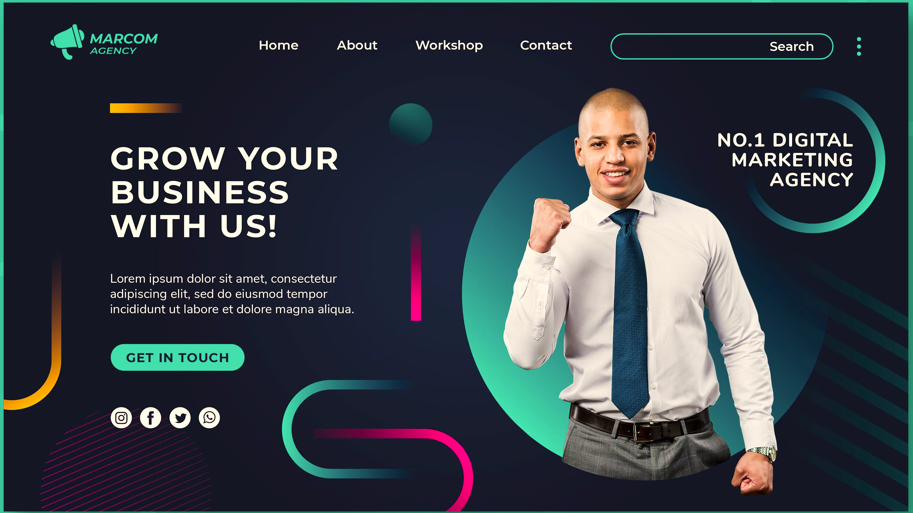 MARCOM
AGENCY
Home
About
Workshop
Contact
Search
GROW YOUR
BUSINESS
WITH US!
NO.1 DIGITAL
MARKETING
AGENCY
Lorem ipsum dolor sit amet, consectetur
adipiscing elit, sed do eiusmod tempor
incididunt ut labore et dolore magna aliqua.
GET IN TOUCH